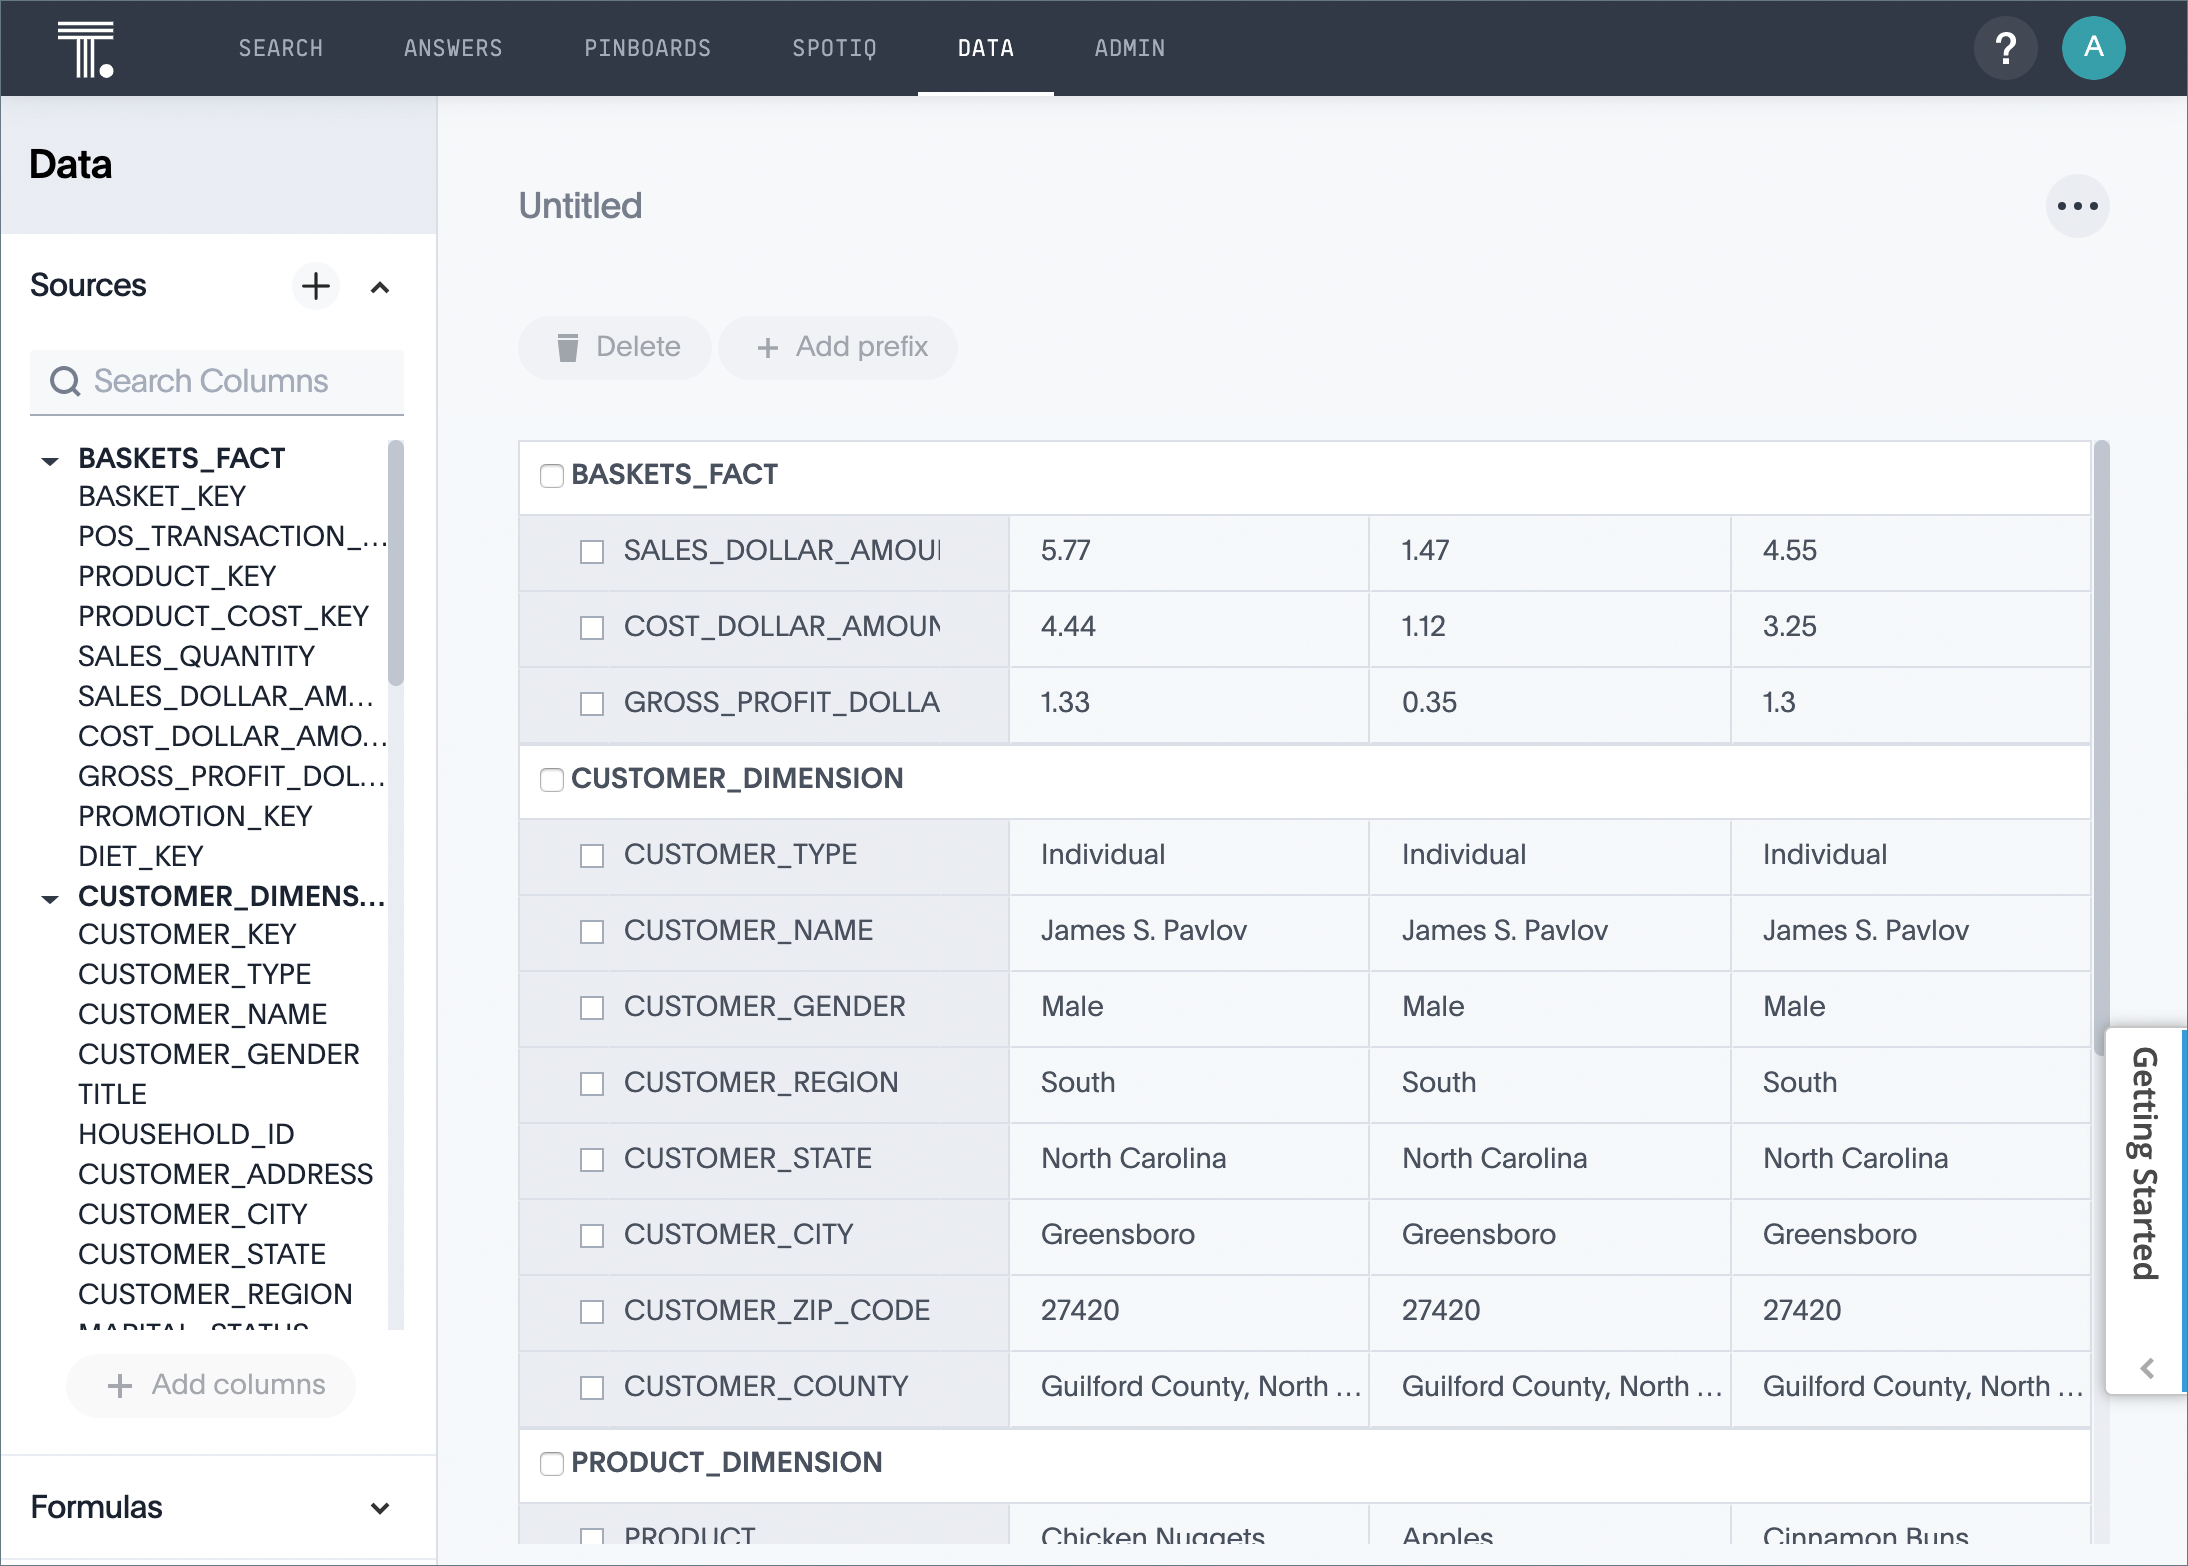 SEARCH ANSWERS PINBOARDS SPOTIQ DATA ADMIN ? A
Data
Sources
Search Columns
BASKETS_FACT
BASKET_KEY
POS_TRANSACTION_...
PRODUCT_KEY
PRODUCT_COST_KEY
SALES_QUANTITY
SALES_DOLLAR_AM...
COST_DOLLAR_AMO...
GROSS_PROFIT_DOL...
PROMOTION_KEY
DIET_KEY
CUSTOMER_DIMENS...
CUSTOMER_KEY
CUSTOMER_TYPE
CUSTOMER_NAME
CUSTOMER_GENDER
TITLE
HOUSEHOLD_ID
CUSTOMER_ADDRESS
CUSTOMER_CITY
CUSTOMER_STATE
CUSTOMER_REGION
MARITAL_STATUS
+ Add columns
Formulas
Untitled
Delete + Add prefix
BASKETS_FACT
SALES_DOLLAR_AMOUN 5.77 1.47 4.55
COST_DOLLAR_AMOUN 4.44 1.12 3.25
GROSS_PROFIT_DOLLA 1.33 0.35 1.3
CUSTOMER_DIMENSION
CUSTOMER_TYPE Individual Individual Individual
CUSTOMER_NAME James S. Pavlov James S. Pavlov James S. Pavlov
CUSTOMER_GENDER Male Male Male
CUSTOMER_REGION South South South
CUSTOMER_STATE North Carolina North Carolina North Carolina
CUSTOMER_CITY Greensboro Greensboro Greensboro
CUSTOMER_ZIP_CODE 27420 27420 27420
CUSTOMER_COUNTY Guilford County, North ... Guilford County, North ... Guilford County, North ...
PRODUCT_DIMENSION
PRODUCT Chicken Nuggets Apples Cinnamon Buns
Getting Started